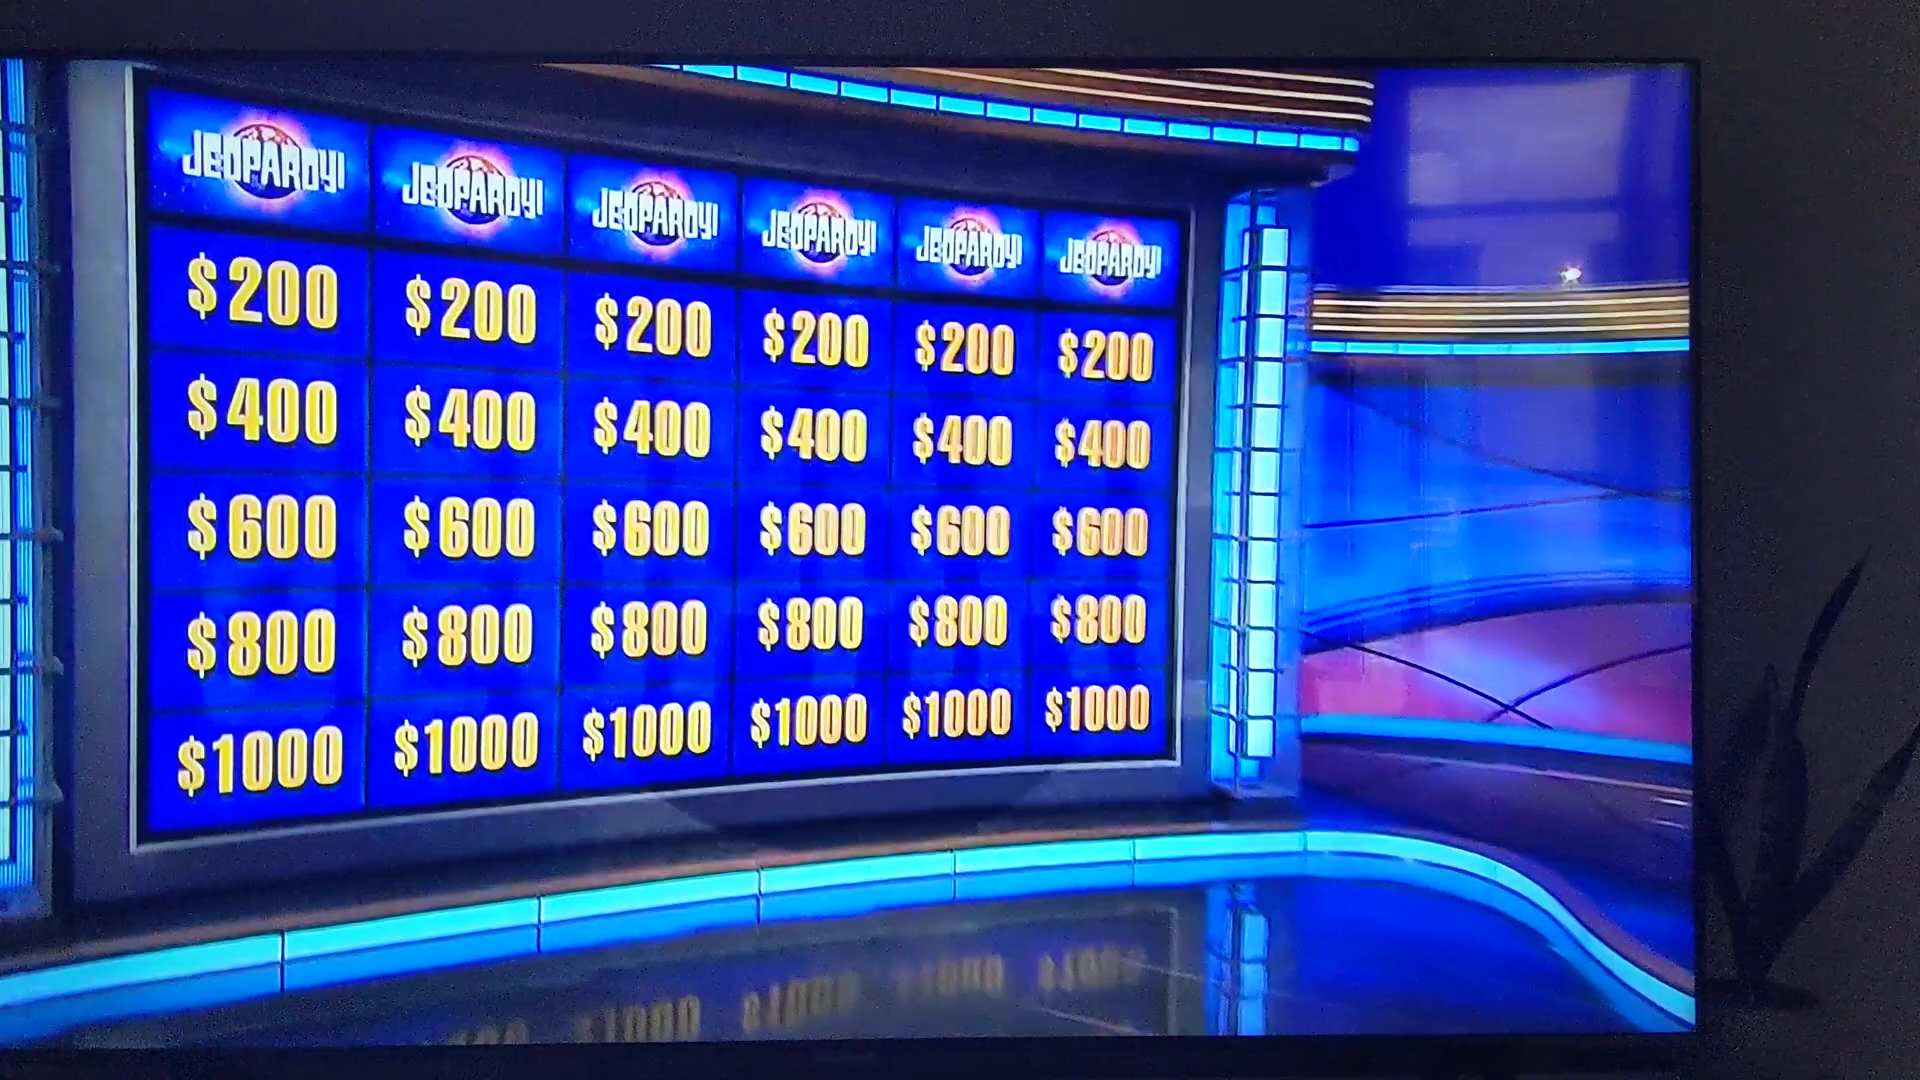 JEOPARDY! JEOPARDY! JEOPARDY! JEOPARDY! JEOPARDY! JEOPARDY!
$200 $200 $200 $200 $200 $200
$400 $400 $400 $400 $400 $400
$600 $600 $600 $600 $600 $600
$800 $800 $800 $800 $800 $800
$1000 $1000 $1000 $1000 $1000 $1000